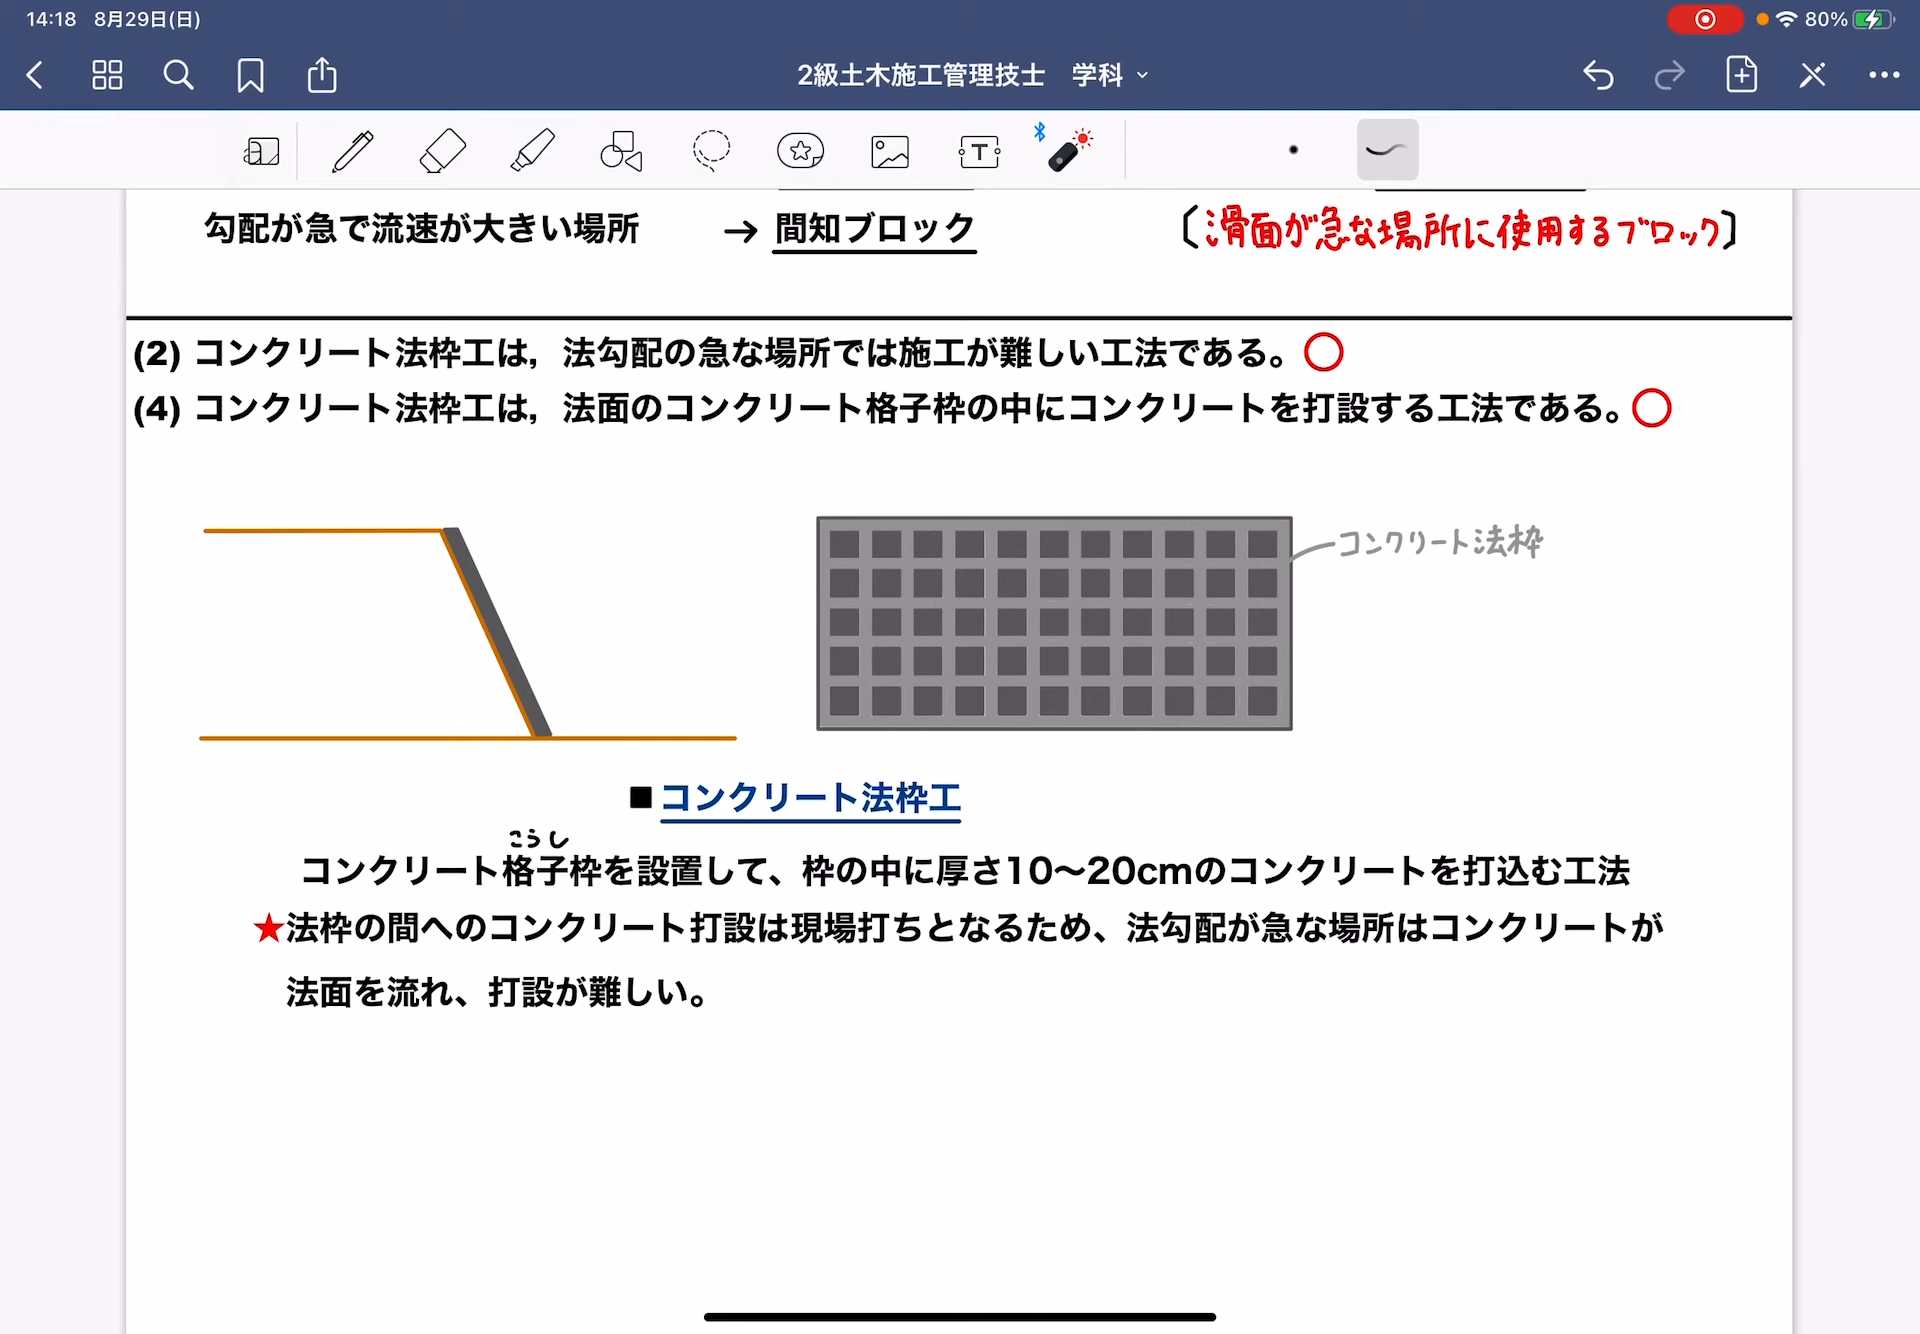 14:18 8月29日(日)
80%
2級土木施工管理技士 学科
T
勾配が急で流速が大きい場所 → 間知ブロック 〔滑面が急な場所に使用するブロック〕
(2) コンクリート法枠工は，法勾配の急な場所では施工が難しい工法である。○
(4) コンクリート法枠工は，法面のコンクリート格子枠の中にコンクリートを打設する工法である。○
コンクリート法枠
■コンクリート法枠工
こうし
コンクリート格子枠を設置して、枠の中に厚さ10〜20cmのコンクリートを打込む工法
★法枠の間へのコンクリート打設は現場打ちとなるため、法勾配が急な場所はコンクリートが
法面を流れ、打設が難しい。